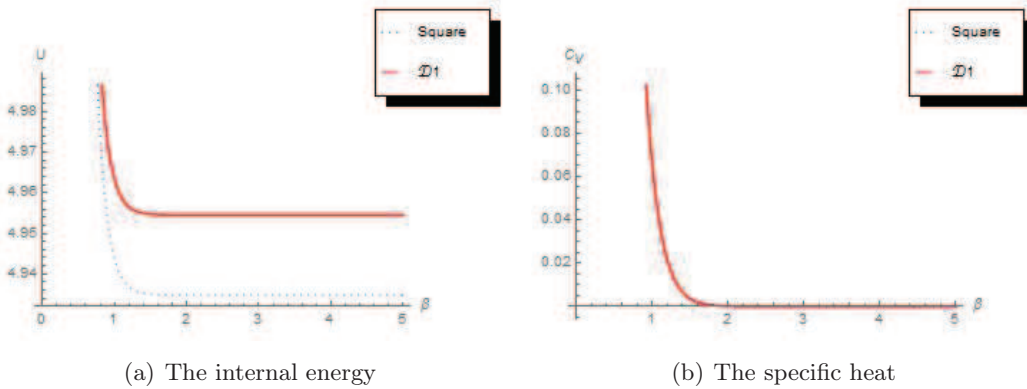 Square
𝒟1
U
4.98
4.97
4.96
4.95
4.94
0
1
2
3
4
5
β
Square
𝒟1
C_V
0.10
0.08
0.06
0.04
0.02
1
2
3
4
5
β
(a) The internal energy
(b) The specific heat